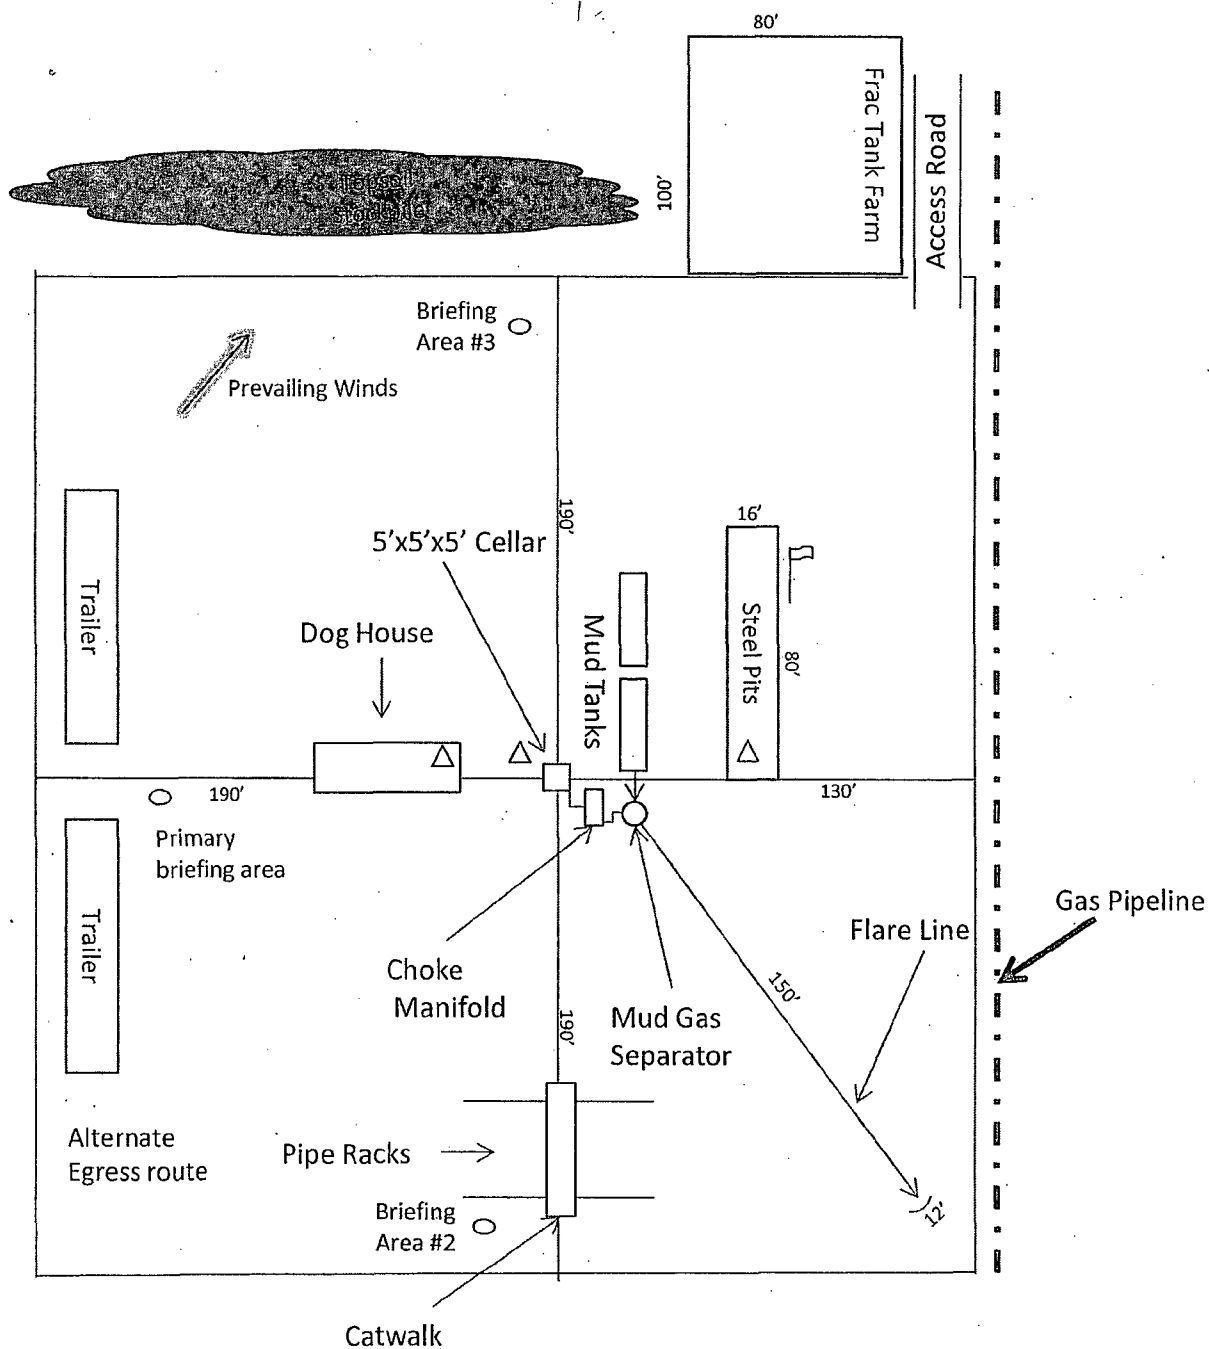 80'
Frac Tank Farm
Access Road
100'
Briefing
Area #3
Prevailing Winds
190'
16'
5'x5'x5' Cellar
Trailer
Dog House
Mud Tanks
Steel Pits
80'
190'
130'
Primary
briefing area
Trailer
Gas Pipeline
Flare Line
Choke
Manifold
150'
190'
Mud Gas
Separator
Alternate
Egress route
Pipe Racks
Briefing
Area #2
12'
Catwalk